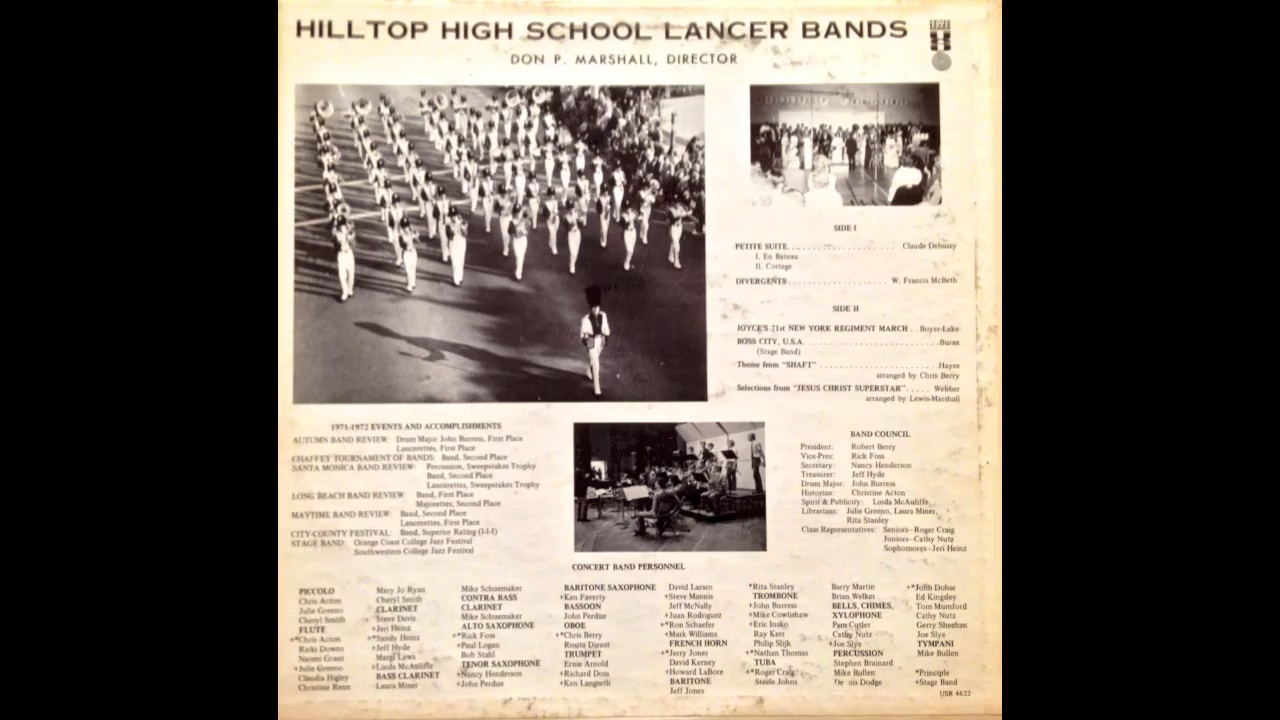 HILLTOP HIGH SCHOOL LANCER BANDS
DON P. MARSHALL, DIRECTOR
SIDE I
PETITE SUITE. . . . . . . . . . . . . . . . . . . . . Claude Debussy
I. En Bateau
II. Cortege
DIVERGENTS . . . . . . . . . . . . . . . . . . . . W. Francis McBeth
SIDE II
JOYCE'S 71st NEW YORK REGIMENT MARCH . . Boyer-Lake
BOSS CITY, U.S.A. . . . . . . . . . . . . . . . . . . . . . Burns
(Stage Band)
Theme from "SHAFT" . . . . . . . . . . . . . . . . . . . Hayes
arranged by Chris Berry
Selections from "JESUS CHRIST SUPERSTAR" . . . . . Webber
arranged by Lewis-Marshall
1971-1972 EVENTS AND ACCOMPLISHMENTS
AUTUMN BAND REVIEW: Drum Major John Burress, First Place
Lancerettes, First Place
CHAFFEY TOURNAMENT OF BANDS: Band, Second Place
SANTA MONICA BAND REVIEW: Percussion, Sweepstakes Trophy
Band, Second Place
Lancerettes, Sweepstakes Trophy
LONG BEACH BAND REVIEW: Band, First Place
Majorettes, Second Place
MAYTIME BAND REVIEW: Band, Second Place
Lancerettes, First Place
CITY-COUNTY FESTIVAL: Band, Superior Rating (I-I-I)
STAGE BAND: Orange Coast College Jazz Festival
Southwestern College Jazz Festival
BAND COUNCIL
President: Robert Berry
Vice-Pres: Rick Foss
Secretary: Nancy Henderson
Treasurer: Jeff Hyde
Drum Major: John Burress
Historian: Christine Acton
Spirit & Publicity: Linda McAuliffe
Librarians: Julie Greeno, Laura Miner,
Rita Stanley
Class Representatives: Seniors—Roger Craig
Juniors—Cathy Nutz
Sophomores—Jeri Heinz
CONCERT BAND PERSONNEL
PICCOLO
Chris Acton
Julie Greeno
Cheryl Smith
FLUTE
+*Chris Acton
Ricki Downs
Naomi Grant
+Julie Greeno
Claudia Higley
Christine Renn
Mary Jo Ryan
Cheryl Smith
CLARINET
Steve Davis
+Jeri Heinz
+*Sandy Heinz
+Jeff Hyde
Margi Laws
+Linda McAuliffe
BASS CLARINET
Laura Miner
Mike Schuemaker
CONTRA BASS
CLARINET
Mike Schuemaker
ALTO SAXOPHONE
+*Rick Foss
+Paul Logan
Bob Stahl
TENOR SAXOPHONE
+Nancy Henderson
+John Perdue
BARITONE SAXOPHONE
+Ken Faverty
BASSOON
John Perdue
OBOE
+*Chris Berry
Routa Dienst
TRUMPET
Ernie Arnold
+Richard Doss
+Ken Langseth
David Larsen
+Steve Mannis
Jeff McNally
+Juan Rodriguez
+*Ron Schaefer
+Mark Williams
FRENCH HORN
+*Jerry Jones
David Kerney
+Howard LaBore
BARITONE
Jeff Jones
*Rita Stanley
TROMBONE
+John Burress
+Mike Cowlishaw
+Eric Insko
Ray Kerr
Philip Slijk
+*Nathan Thomas
TUBA
+*Roger Craig
Steele Johns
Barry Martin
Brian Welker
BELLS, CHIMES,
XYLOPHONE
Pam Cutler
Cathy Nutz
+Joe Slye
PERCUSSION
Stephen Brainard
Mike Bullen
Dennis Dodge
+*John Dohse
Ed Kingsley
Tom Mumford
Cathy Nutz
Gerry Sheehan
Joe Slye
TYMPANI
Mike Bullen
*Principle
+Stage Band
USR 4622